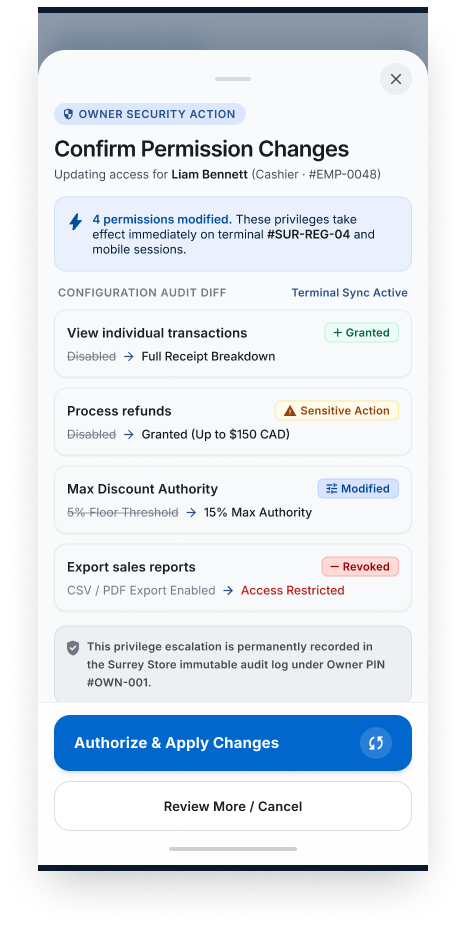 OWNER SECURITY ACTION
Confirm Permission Changes
Updating access for Liam Bennett (Cashier · #EMP-0048)
4 permissions modified. These privileges take
effect immediately on terminal #SUR-REG-04 and
mobile sessions.
CONFIGURATION AUDIT DIFF Terminal Sync Active
View individual transactions + Granted
Disabled → Full Receipt Breakdown
Process refunds Sensitive Action
Disabled → Granted (Up to $150 CAD)
Max Discount Authority Modified
5% Floor Threshold → 15% Max Authority
Export sales reports — Revoked
CSV / PDF Export Enabled → Access Restricted
This privilege escalation is permanently recorded in
the Surrey Store immutable audit log under Owner PIN
#OWN-001.
Authorize & Apply Changes
Review More / Cancel